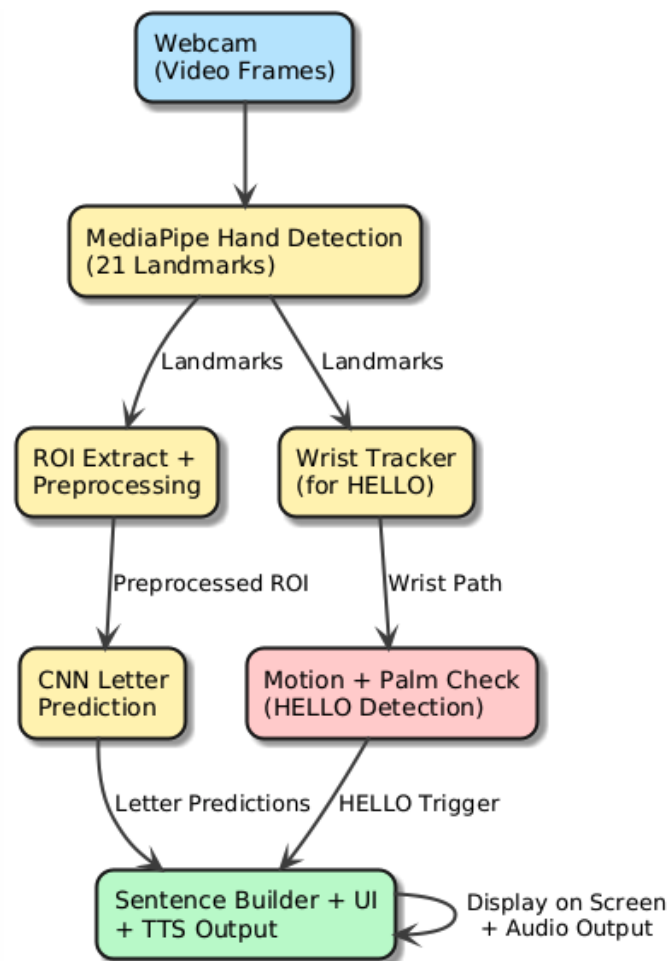 Webcam
(Video Frames)
MediaPipe Hand Detection
(21 Landmarks)
Landmarks
Landmarks
ROI Extract +
Preprocessing
Wrist Tracker
(for HELLO)
Preprocessed ROI
Wrist Path
CNN Letter
Prediction
Motion + Palm Check
(HELLO Detection)
Letter Predictions
HELLO Trigger
Sentence Builder + UI
+ TTS Output
Display on Screen
+ Audio Output